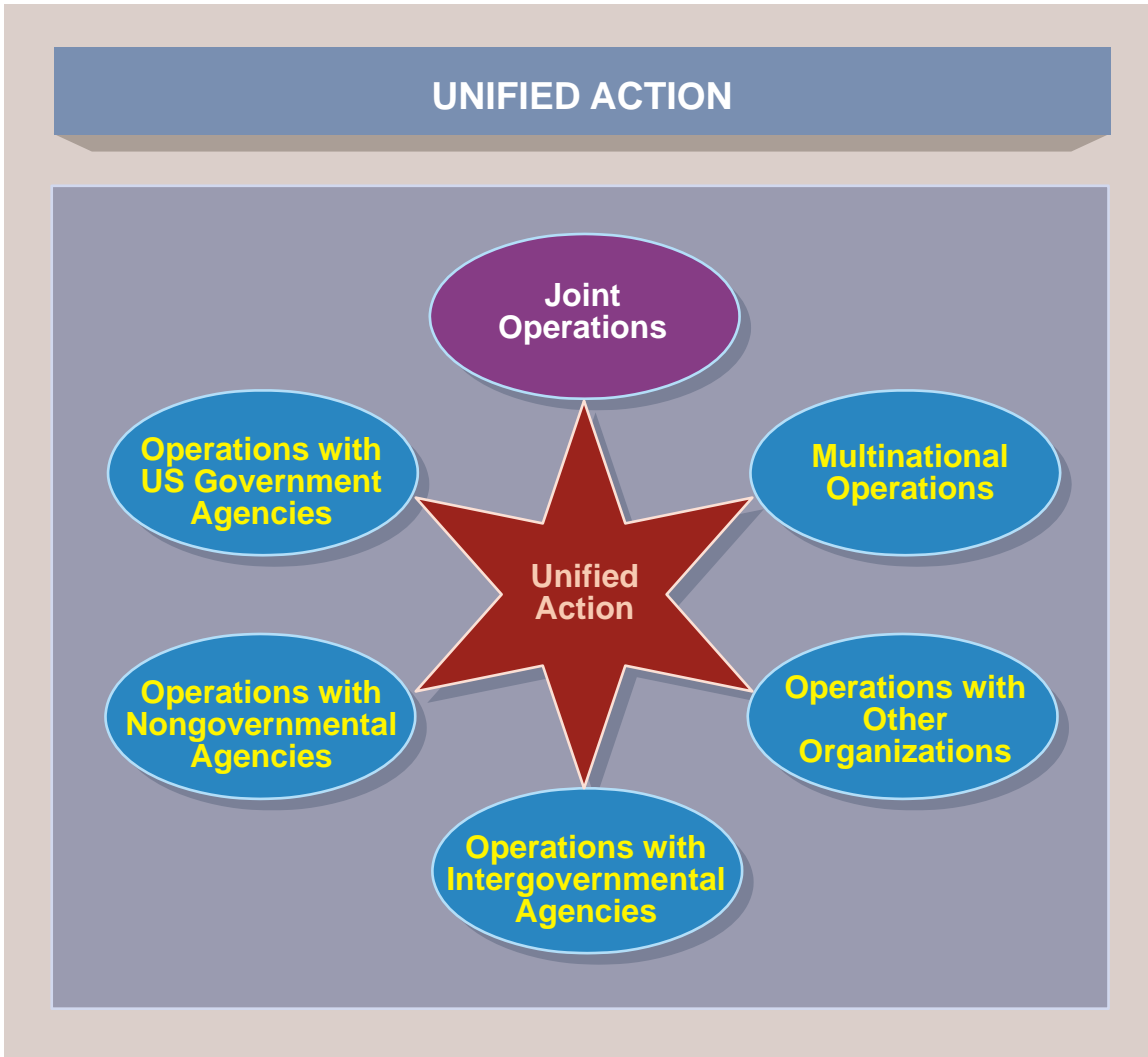 UNIFIED ACTION
Joint
Operations
Operations with
US Government
Agencies
Multinational
Operations
Unified
Action
Operations with
Nongovernmental
Agencies
Operations with
Other
Organizations
Operations with
Intergovernmental
Agencies